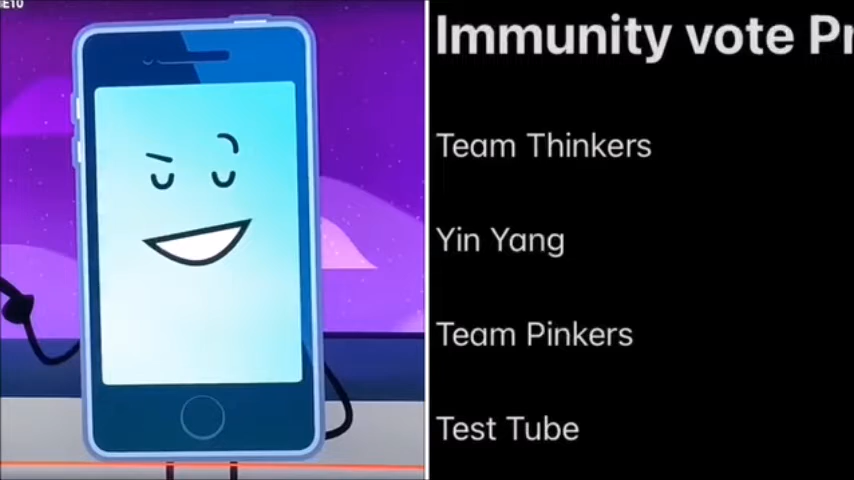 Immunity vote Pr
Team Thinkers
Yin Yang
Team Pinkers
Test Tube